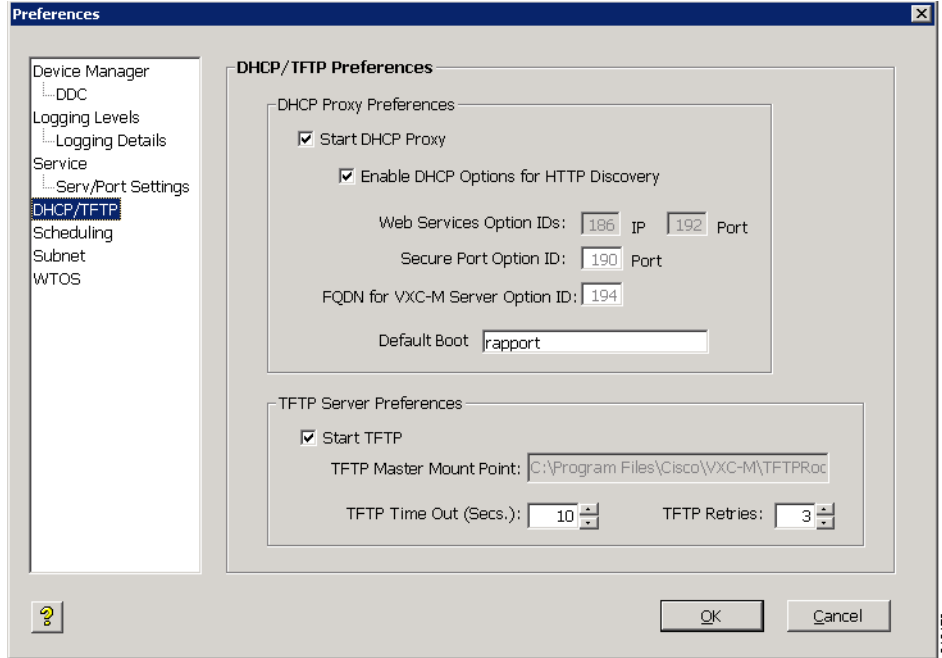 Preferences
Device Manager
DDC
Logging Levels
Logging Details
Service
Serv/Port Settings
DHCP/TFTP
Scheduling
Subnet
WTOS
DHCP/TFTP Preferences
DHCP Proxy Preferences
Start DHCP Proxy
Enable DHCP Options for HTTP Discovery
Web Services Option IDs: 186 IP 192 Port
Secure Port Option ID: 190 Port
FQDN for VXC-M Server Option ID: 194
Default Boot rapport
TFTP Server Preferences
Start TFTP
TFTP Master Mount Point: C:\Program Files\Cisco\VXC-M\TFTPRoc
TFTP Time Out (Secs.): 10 TFTP Retries: 3
?
OK Cancel